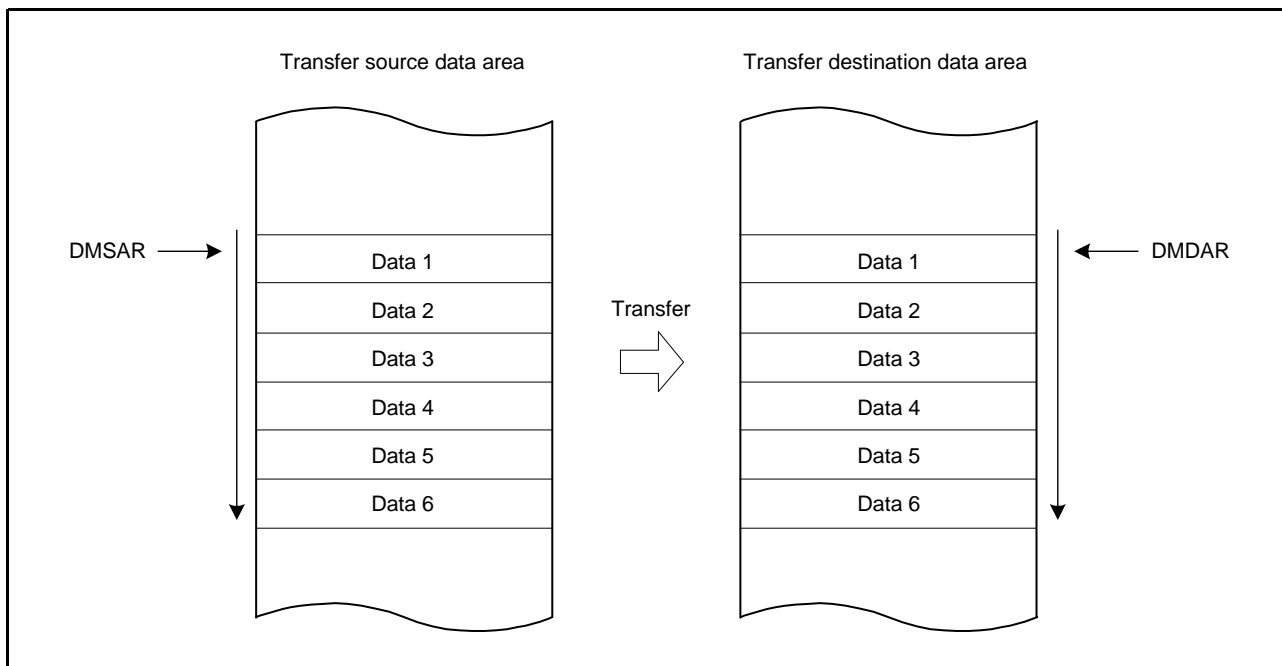 Transfer source data area
Transfer destination data area
DMSAR
Data 1
Data 2
Data 3
Data 4
Data 5
Data 6
Transfer
Data 1
Data 2
Data 3
Data 4
Data 5
Data 6
DMDAR